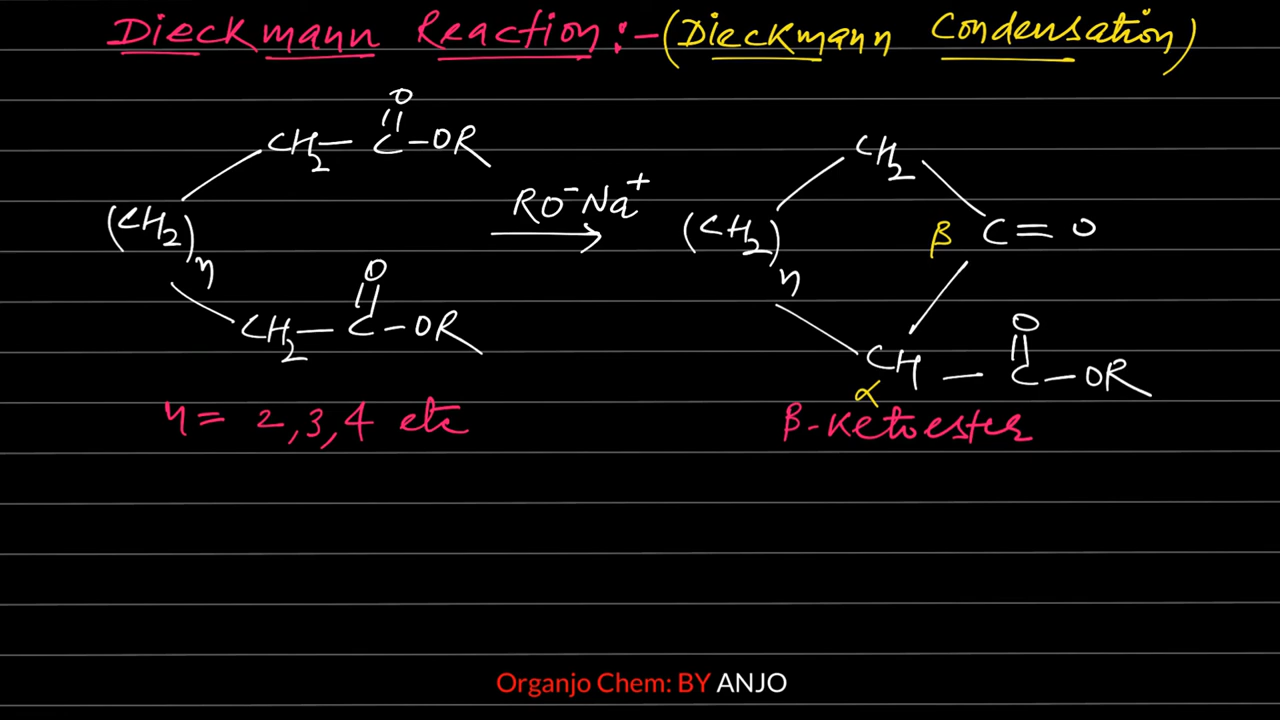 Dieckmann Reaction:-(Dieckmann Condensation)
O
||
CH2— C –OR
(CH2)n
O
||
CH2— C –OR
RO⁻Na⁺
CH2
(CH2)n
β C = O
O
||
CH — C — OR
α
η = 2,3,4 etc
β-Ketoester
Organjo Chem: BY ANJO